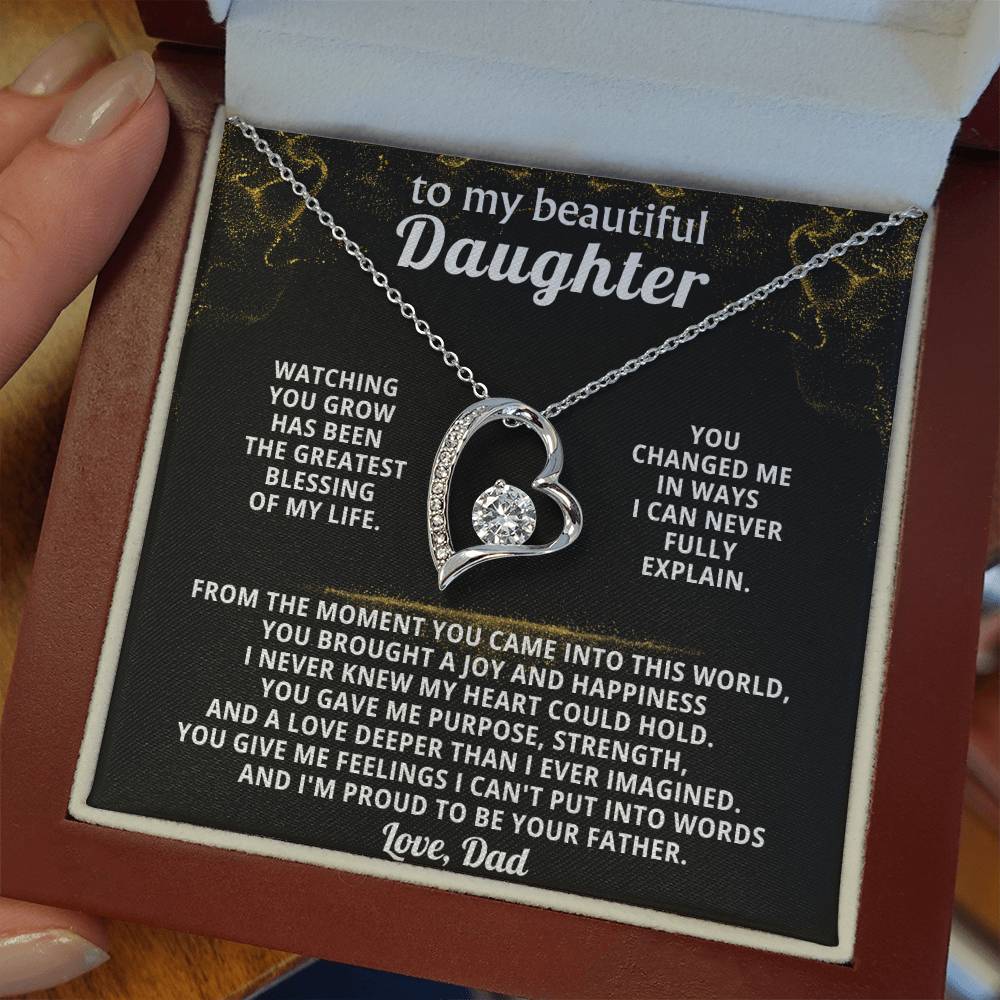 to my beautiful
Daughter
WATCHING
YOU GROW
HAS BEEN
THE GREATEST
BLESSING
OF MY LIFE.
YOU
CHANGED ME
IN WAYS
I CAN NEVER
FULLY
EXPLAIN.
FROM THE MOMENT YOU CAME INTO THIS WORLD,
YOU BROUGHT A JOY AND HAPPINESS
I NEVER KNEW MY HEART COULD HOLD.
YOU GAVE ME PURPOSE, STRENGTH,
AND A LOVE DEEPER THAN I EVER IMAGINED.
YOU GIVE ME FEELINGS I CAN'T PUT INTO WORDS
AND I'M PROUD TO BE YOUR FATHER.
Love, Dad